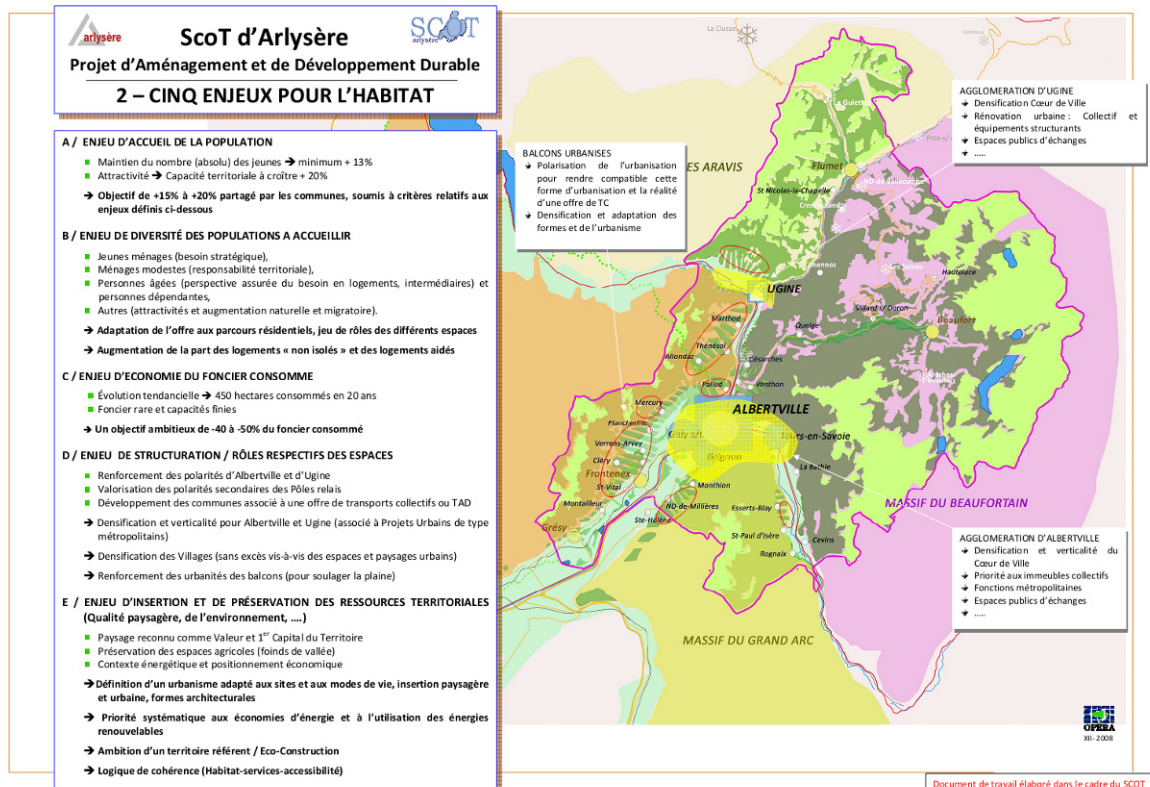 arlysère
ScoT d'Arlysère
SCOT
arlysère
Projet d'Aménagement et de Développement Durable
2 – CINQ ENJEUX POUR L'HABITAT
A / ENJEU D'ACCUEIL DE LA POPULATION
Maintien du nombre (absolu) des jeunes ➔ minimum + 13%
Attractivité ➔ Capacité territoriale à croître + 20%
➔ Objectif de +15% à +20% partagé par les communes, soumis à critères relatifs aux
enjeux définis ci-dessous
B / ENJEU DE DIVERSITÉ DES POPULATIONS A ACCUEILLIR
Jeunes ménages (besoin stratégique),
Ménages modestes (responsabilité territoriale),
Personnes âgées (perspective assurée du besoin en logements, intermédiaires) et
personnes dépendantes,
Autres (attractivités et augmentation naturelle et migratoire).
➔ Adaptation de l'offre aux parcours résidentiels, jeu de rôles des différents espaces
➔ Augmentation de la part des logements « non isolés » et des logements aidés
C / ENJEU D'ECONOMIE DU FONCIER CONSOMME
Évolution tendancielle ➔ 450 hectares consommés en 20 ans
Foncier rare et capacités finies
➔ Un objectif ambitieux de -40 à -50% du foncier consommé
D / ENJEU DE STRUCTURATION / RÔLES RESPECTIFS DES ESPACES
Renforcement des polarités d'Albertville et d'Ugine
Valorisation des polarités secondaires des Pôles relais
Développement des communes associé à une offre de transports collectifs ou TAD
➔ Densification et verticalité pour Albertville et Ugine (associé à Projets Urbains de type
métropolitains)
➔ Densification des Villages (sans excès vis-à-vis des espaces et paysages urbains)
➔ Renforcement des urbanités des balcons (pour soulager la plaine)
E / ENJEU D'INSERTION ET DE PRÉSERVATION DES RESSOURCES TERRITORIALES
(Qualité paysagère, de l'environnement, ….)
Paysage reconnu comme Valeur et 1er Capital du Territoire
Préservation des espaces agricoles (foinds de vallée)
Contexte énergétique et positionnement économique
➔Définition d'un urbanisme adapté aux sites et aux modes de vie, insertion paysagère
et urbaine, formes architecturales
➔ Priorité systématique aux économies d'énergie et à l'utilisation des énergies
renouvelables
➔ Ambition d'un territoire référent / Eco-Construction
➔ Logique de cohérence (Habitat-services-accessibilité)
La Clusaz
La Giettaz
AGGLOMERATION D'UGINE
Densification Cœur de Ville
Rénovation urbaine : Collectif et
équipements structurants
Espaces publics d'échanges
…..
BALCONS URBANISES
Polarisation de l'urbanisation
pour rendre compatible cette
forme d'urbanisation et la réalité
d'une offre de TC
Densification et adaptation des
formes et de l'urbanisme
ES ARAVIS
Flumet
ND-de-Bellecombe
St Nicolas-la-Chapelle
Hauteluce
UGINE
Villard s/ Doron
Marthod
Queige
Beaufort
Thénésol
Allondaz
Césarches
Pallud
Venthon
Mercury
ALBERTVILLE
Plancherine
Gilly s/I
Tours-en-Savoie
Verrens-Arvey
Grignon
Cléry
La Bathie
Frontenex
St-Vital
Monthion
MASSIF DU BEAUFORTAIN
Montailleur
ND-de-Millières
Esserts-Blay
Ste-Hélène
Grésy
St-Paul d'Isère
Cevins
Rognaix
AGGLOMERATION D'ALBERTVILLE
Densification et verticalité du
Cœur de Ville
Priorité aux immeubles collectifs
Fonctions métropolitaines
Espaces publics d'échanges
…..
MASSIF DU GRAND ARC
OPERA
XII- 2008
Document de travail élaboré dans le cadre du SCOT